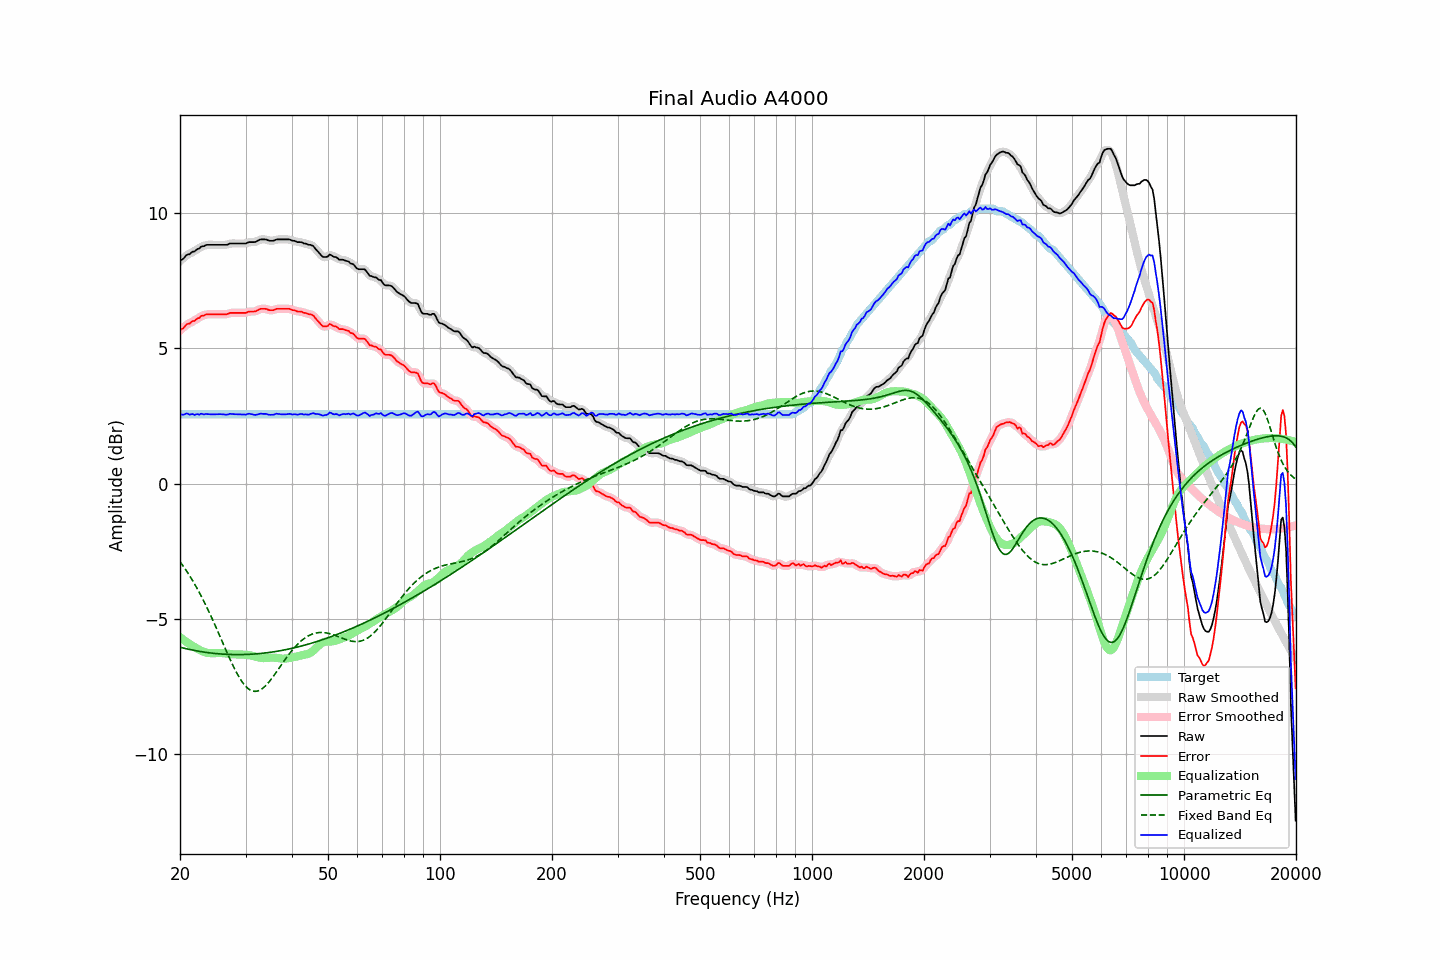 Final Audio A4000
Amplitude (dBr)
10
5
0
−5
−10
20
50
100
200
500
1000
2000
5000
10000
20000
Frequency (Hz)
Target
Raw Smoothed
Error Smoothed
Raw
Error
Equalization
Parametric Eq
Fixed Band Eq
Equalized